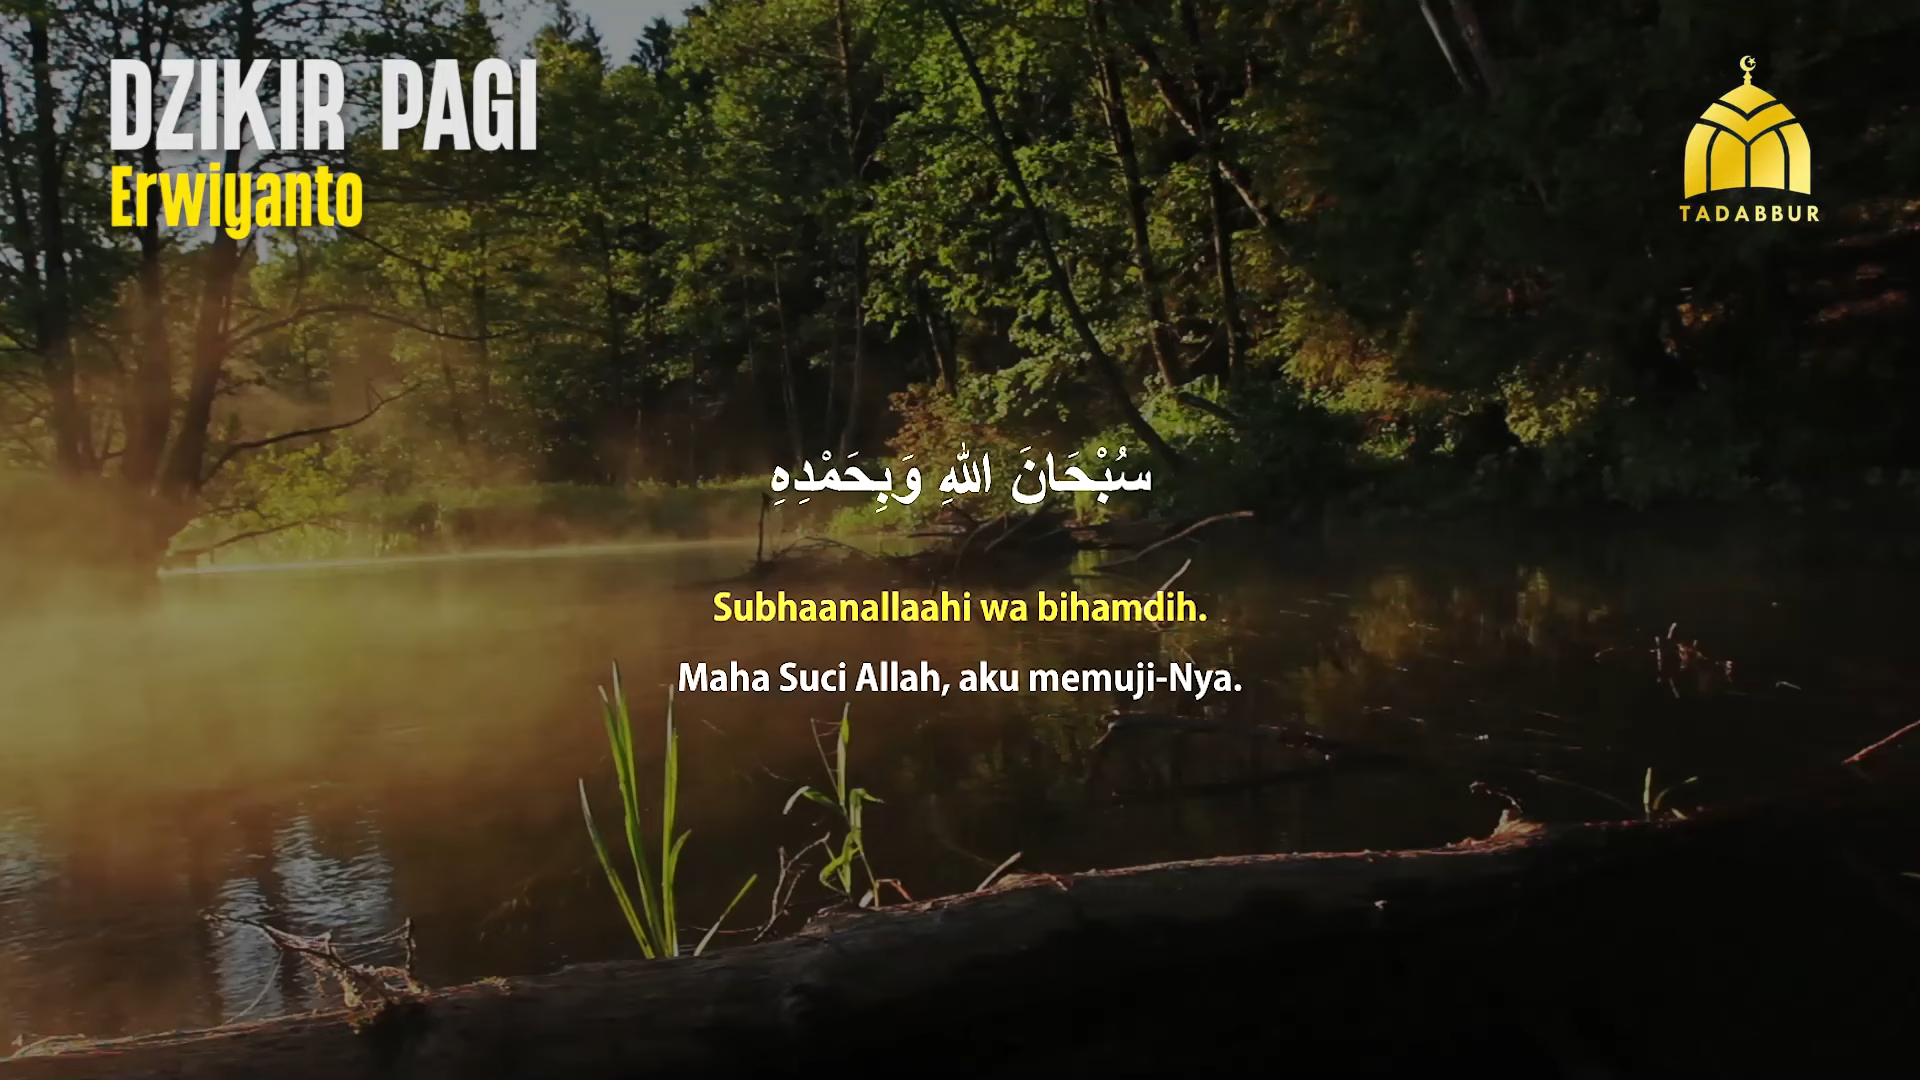 DZIKIR PAGI
Erwiyanto
TADABBUR
سُبْحَانَ اللهِ وَبِحَمْدِهِ
Subhaanallaahi wa bihamdih.
Maha Suci Allah, aku memuji-Nya.